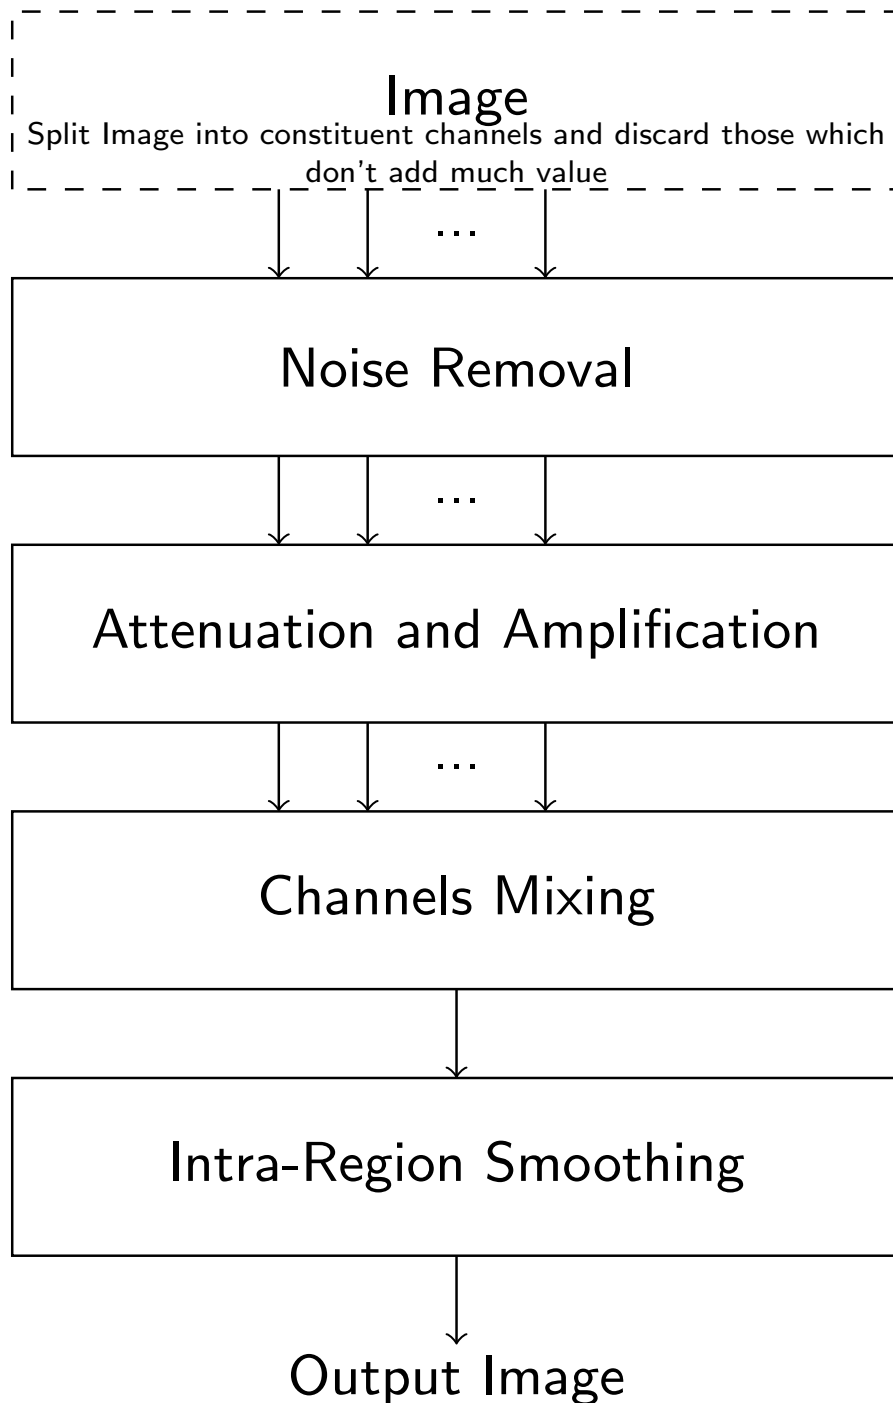 Image
Split Image into constituent channels and discard those which
don't add much value
...
Noise Removal
...
Attenuation and Amplification
...
Channels Mixing
Intra-Region Smoothing
Output Image